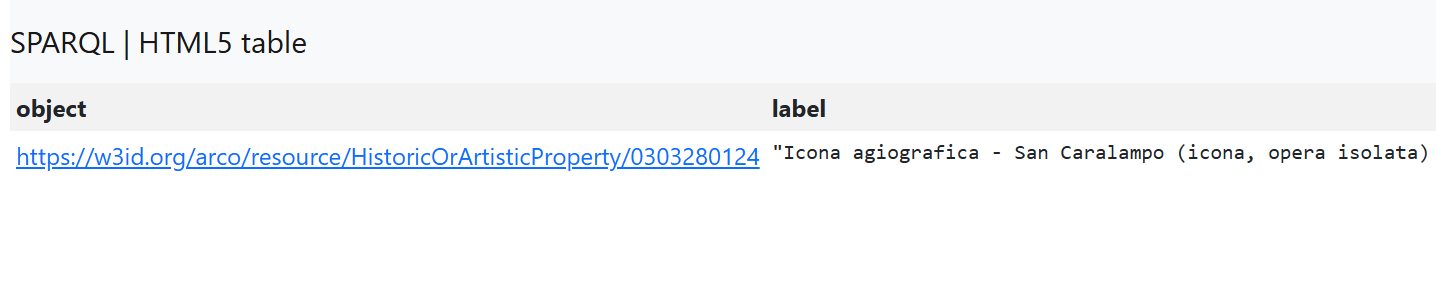 SPARQL | HTML5 table
object label
https://w3id.org/arco/resource/HistoricOrArtisticProperty/0303280124 "Icona agiografica - San Caralampo (icona, opera isolata)